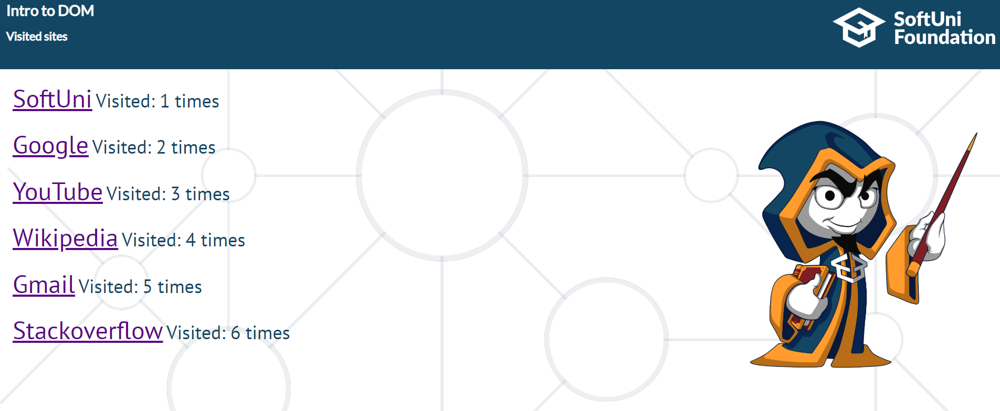 Intro to DOM
Visited sites
SoftUni
Foundation
SoftUni Visited: 1 times
Google Visited: 2 times
YouTube Visited: 3 times
Wikipedia Visited: 4 times
Gmail Visited: 5 times
Stackoverflow Visited: 6 times